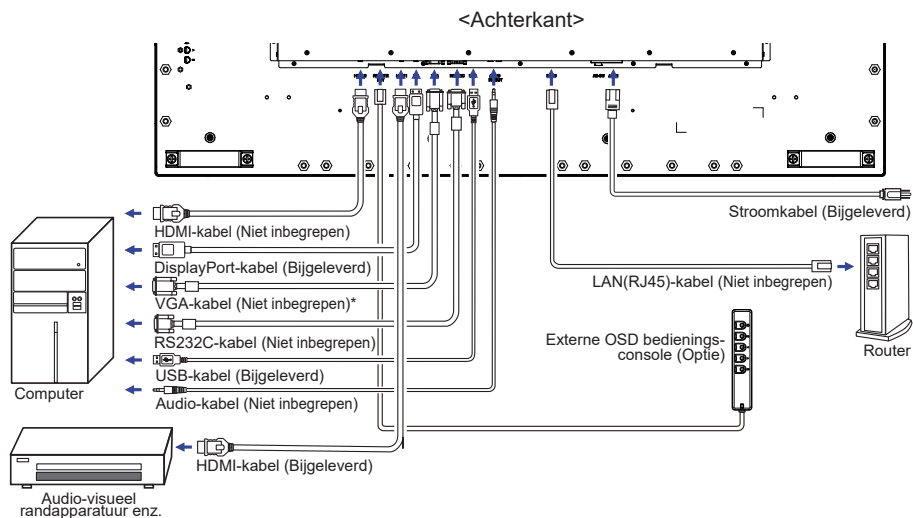 <Achterkant>
Stroomkabel (Bijgeleverd)
HDMI-kabel (Niet inbegrepen)
DisplayPort-kabel (Bijgeleverd)
LAN(RJ45)-kabel (Niet inbegrepen)
VGA-kabel (Niet inbegrepen)*
RS232C-kabel (Niet inbegrepen)
Externe OSD bedienings-
console (Optie)
Router
USB-kabel (Bijgeleverd)
Computer
Audio-kabel (Niet inbegrepen)
HDMI-kabel (Bijgeleverd)
Audio-visueel
randapparatuur enz.